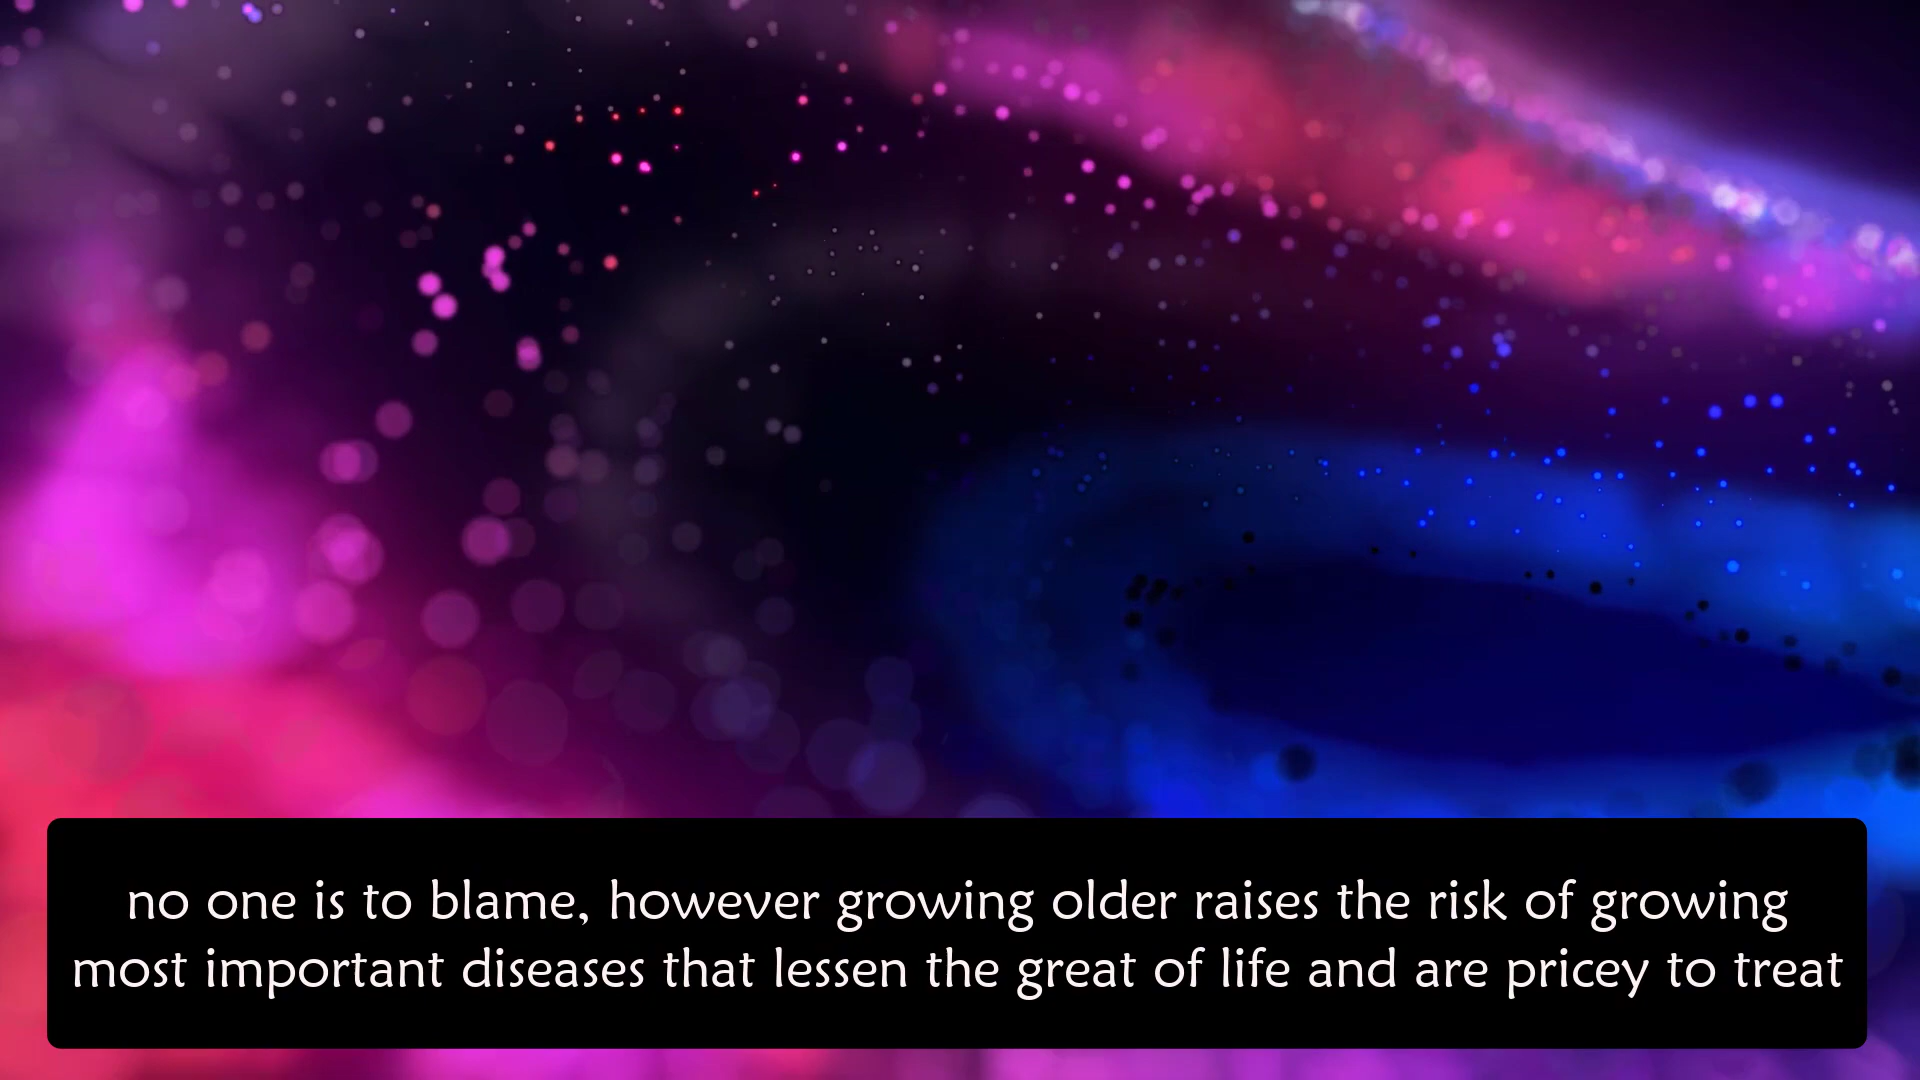 no one is to blame, however growing older raises the risk of growing
most important diseases that lessen the great of life and are pricey to treat